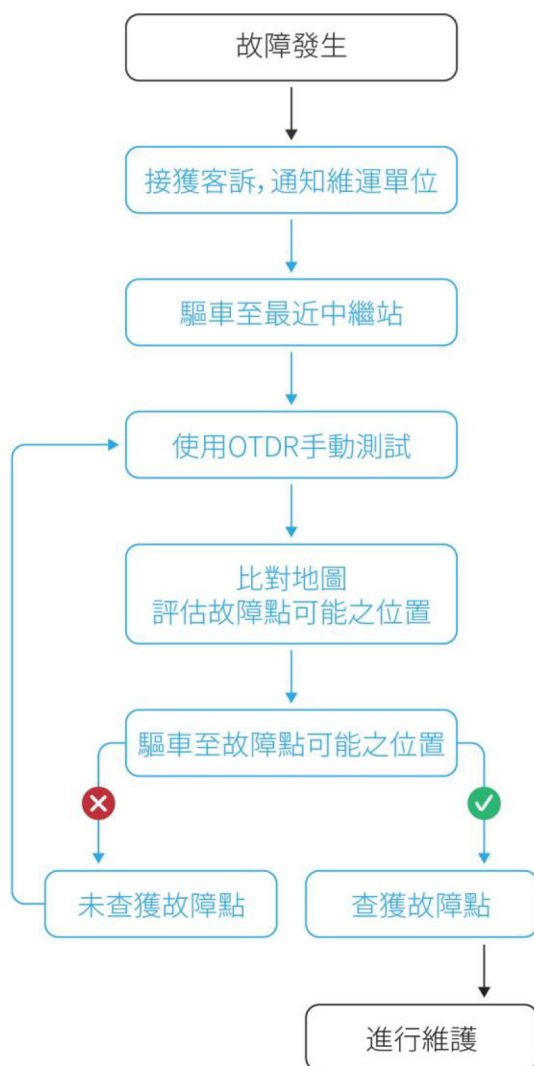 故障發生
接獲客訴，通知維運單位
驅車至最近中繼站
使用OTDR手動測試
比對地圖
評估故障點可能之位置
驅車至故障點可能之位置
未查獲故障點
查獲故障點
進行維護